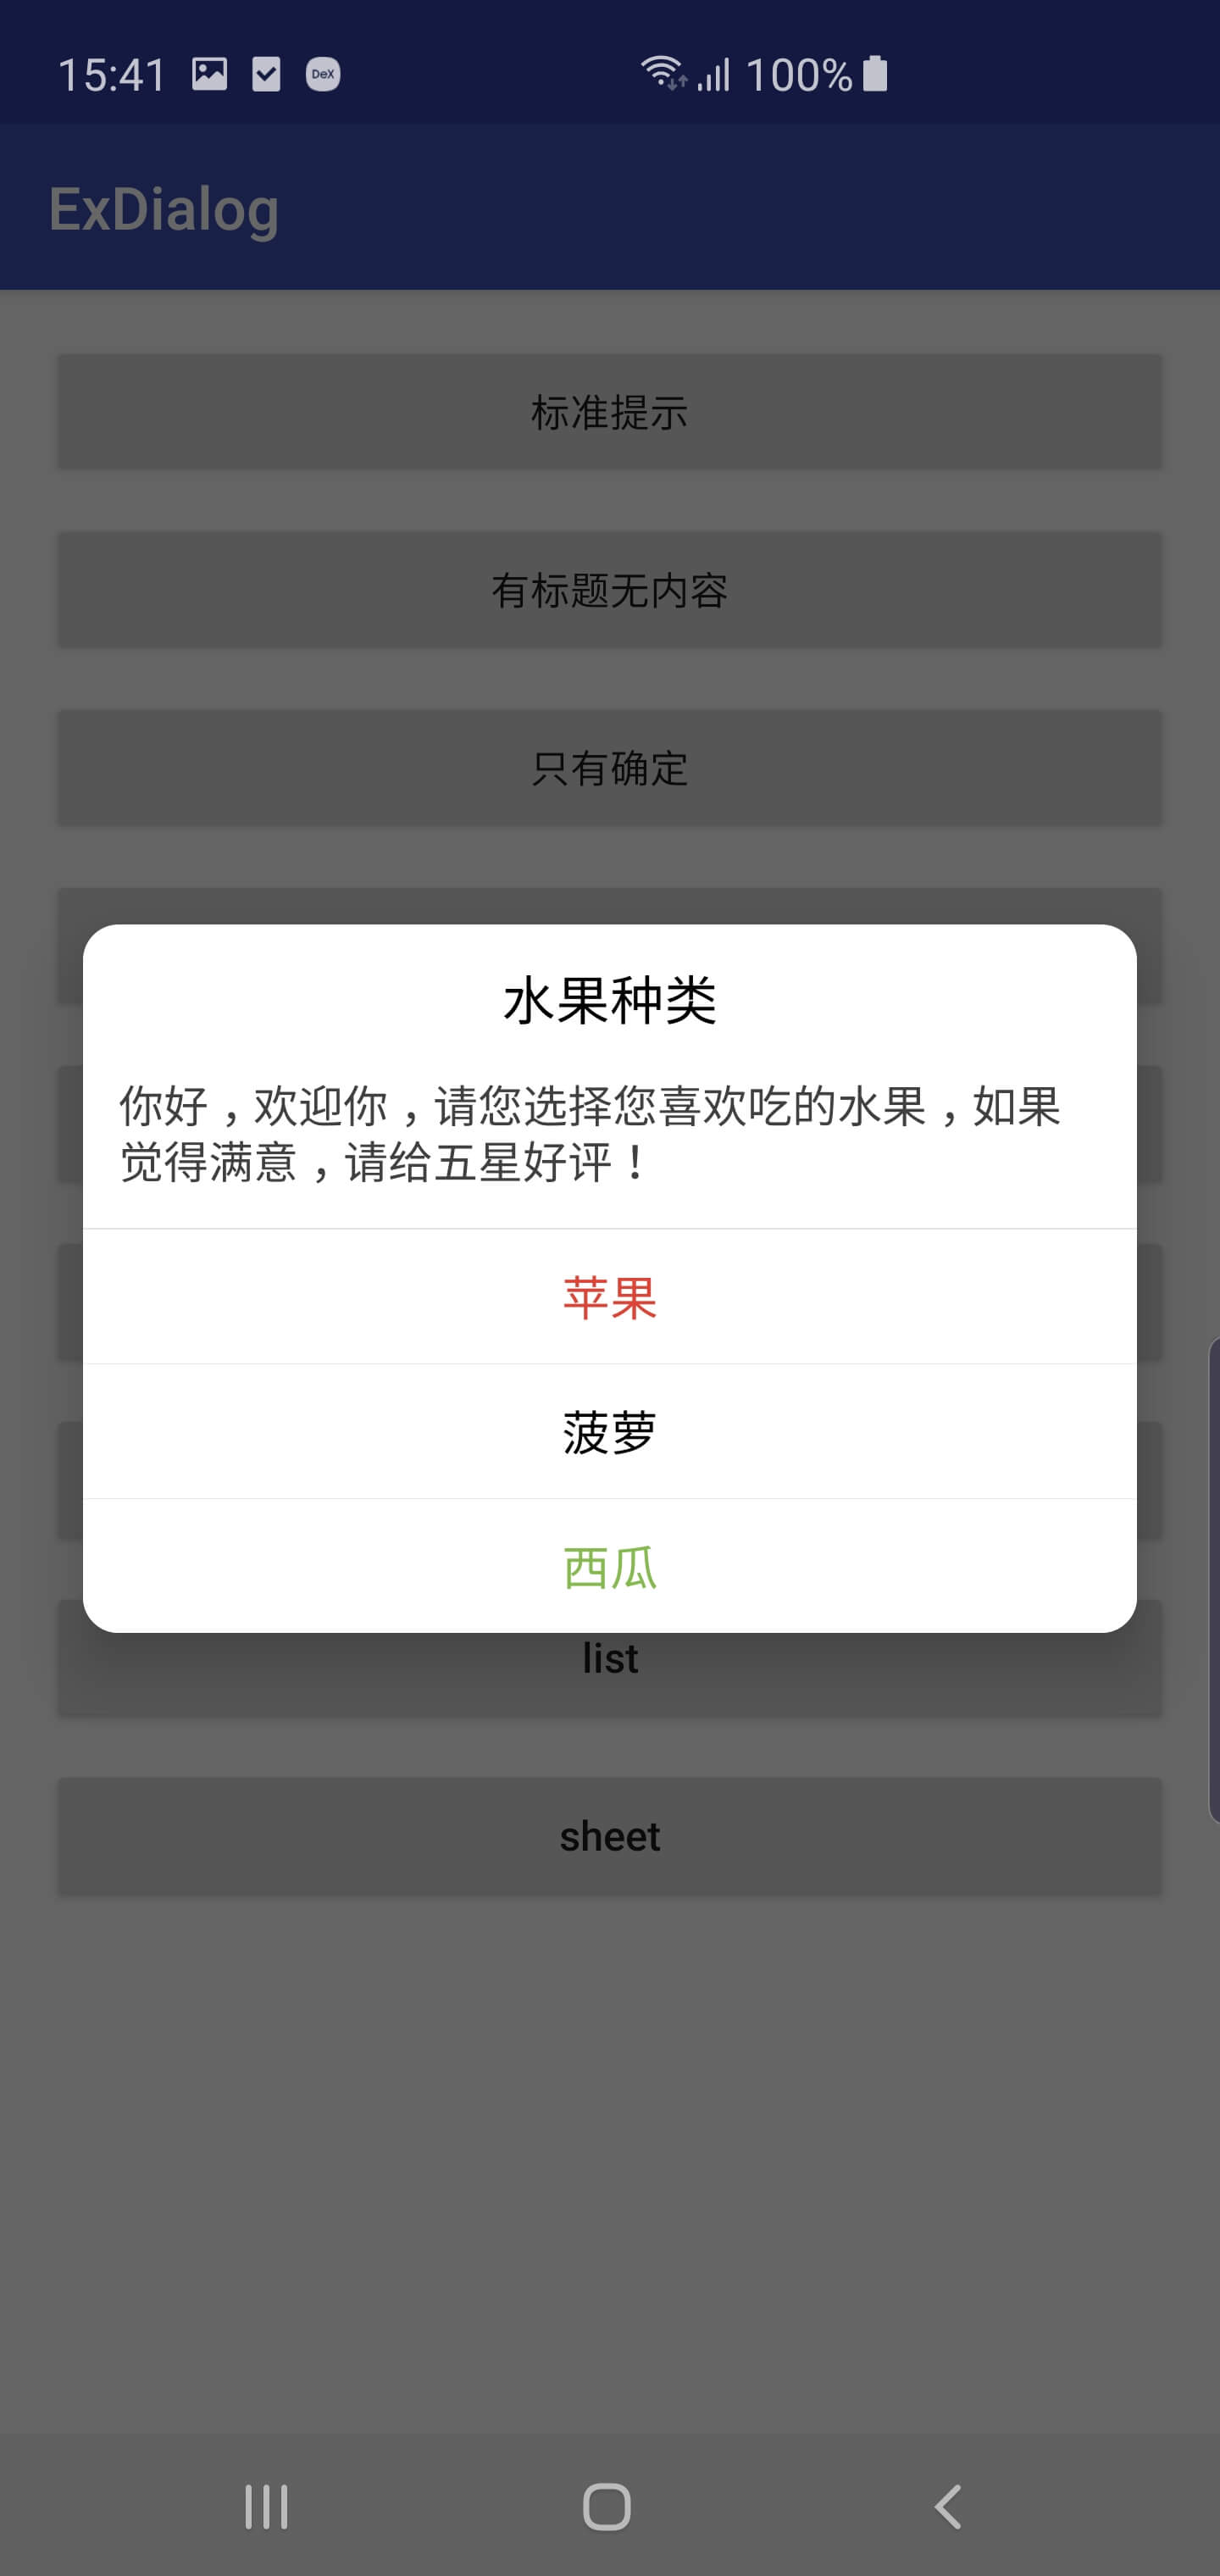 15:41 DeX 100%
ExDialog
标准提示
有标题无内容
只有确定
水果种类
你好，欢迎你，请您选择您喜欢吃的水果，如果
觉得满意，请给五星好评！
苹果
菠萝
西瓜
list
sheet